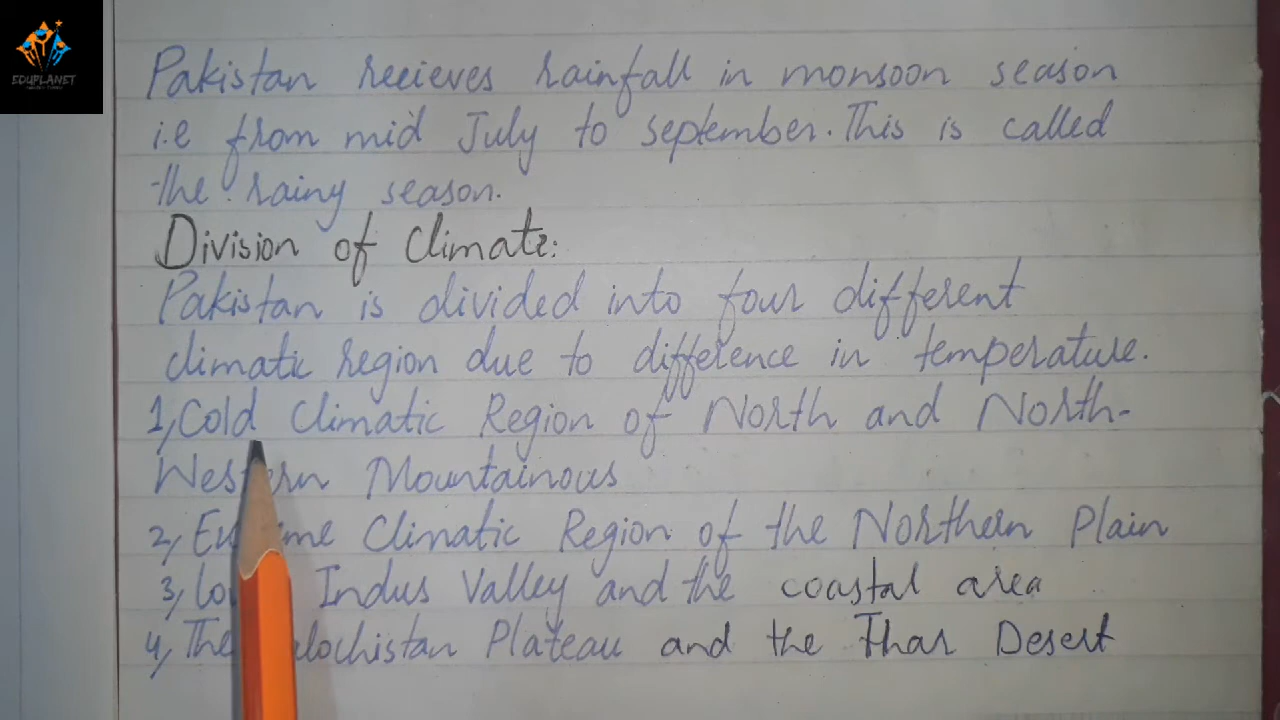 EDUPLANET
Pakistan recieves rainfall in monsoon season
i.e from mid July to september. This is called
the rainy season.
Division of Climate:
Pakistan is divided into four different
climatic region due to difference in temperature.
1, Cold Climatic Region of North and North-
Western Mountainous
2, Climatic Region of the Northern Plain
3, Indus Valley and the coastal area
4, The Plateau and the Thar Desert